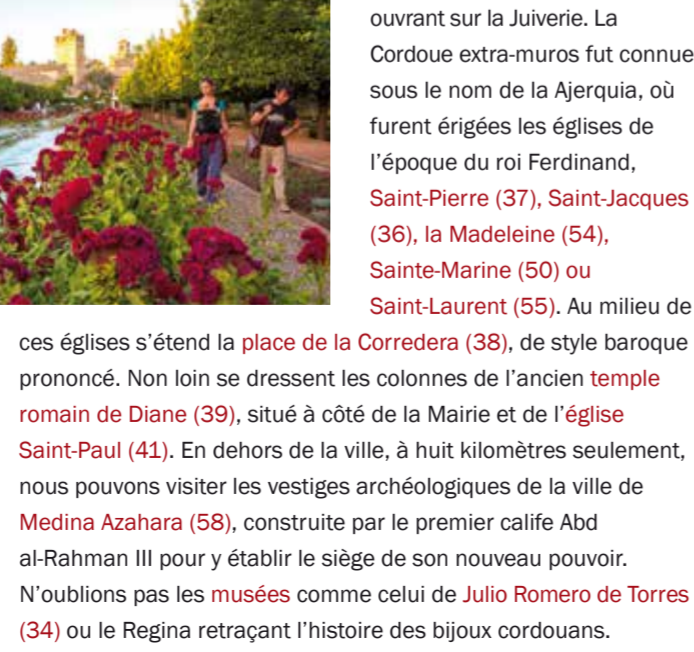 ouvrant sur la Juiverie. La
Cordoue extra-muros fut connue
sous le nom de la Ajerquia, où
furent érigées les églises de
l’époque du roi Ferdinand,
Saint-Pierre (37), Saint-Jacques
(36), la Madeleine (54),
Sainte-Marine (50) ou
Saint-Laurent (55). Au milieu de
ces églises s’étend la place de la Corredera (38), de style baroque
prononcé. Non loin se dressent les colonnes de l’ancien temple
romain de Diane (39), situé à côté de la Mairie et de l’église
Saint-Paul (41). En dehors de la ville, à huit kilomètres seulement,
nous pouvons visiter les vestiges archéologiques de la ville de
Medina Azahara (58), construite par le premier calife Abd
al-Rahman III pour y établir le siège de son nouveau pouvoir.
N’oublions pas les musées comme celui de Julio Romero de Torres
(34) ou le Regina retraçant l’histoire des bijoux cordouans.